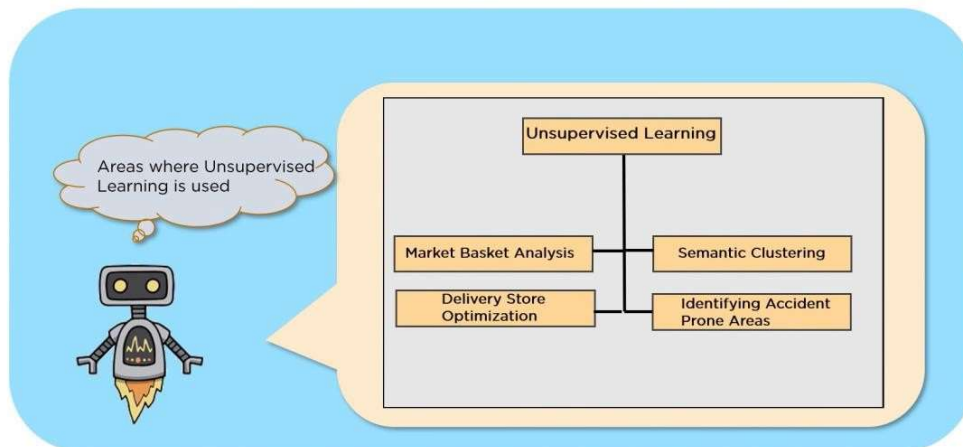 Areas where Unsupervised
Learning is used
Unsupervised Learning
Market Basket Analysis
Semantic Clustering
Delivery Store
Optimization
Identifying Accident
Prone Areas